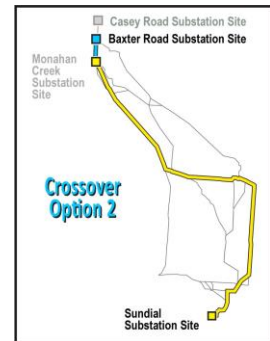 Casey Road Substation Site
Baxter Road Substation Site
Monahan
Creek
Substation
Site
Crossover
Option 2
Sundial
Substation Site